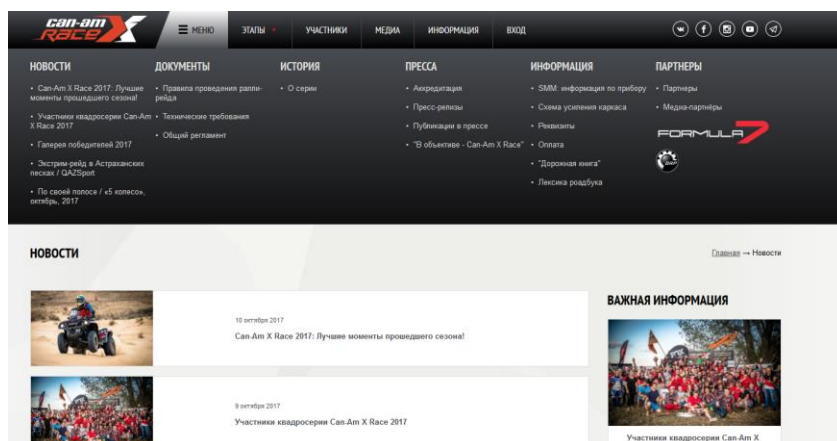 can-am
Race X
МЕНЮ
ЭТАПЫ
УЧАСТНИКИ
МЕДИА
ИНФОРМАЦИЯ
ВХОД
НОВОСТИ
• Can-Am X Race 2017: Лучшие
моменты прошедшего сезона!
• Участники квадросерии Can-Am
X Race 2017
• Галерея победителей 2017
• Экстрим-рейд в Астраханских
песках / QAZSport
• По своей полосе / «5 колесо»,
октябрь, 2017
ДОКУМЕНТЫ
• Правила проведения ралли-
рейда
• Технические требования
• Общий регламент
ИСТОРИЯ
• О серии
ПРЕССА
• Аккредитация
• Пресс-релизы
• Публикации в прессе
• "В объективе - Can-Am X Race"
ИНФОРМАЦИЯ
• SMM: информация по прибору
• Схема усиления каркаса
• Реквизиты
• Оплата
• "Дорожная книга"
• Лексика роадбука
ПАРТНЕРЫ
• Партнеры
• Медиа-партнёры
FORMULA 7
НОВОСТИ
Главная → Новости
10 октября 2017
Can-Am X Race 2017: Лучшие моменты прошедшего сезона!
9 октября 2017
Участники квадросерии Can-Am X Race 2017
ВАЖНАЯ ИНФОРМАЦИЯ
Участники квадросерии Can-Am X